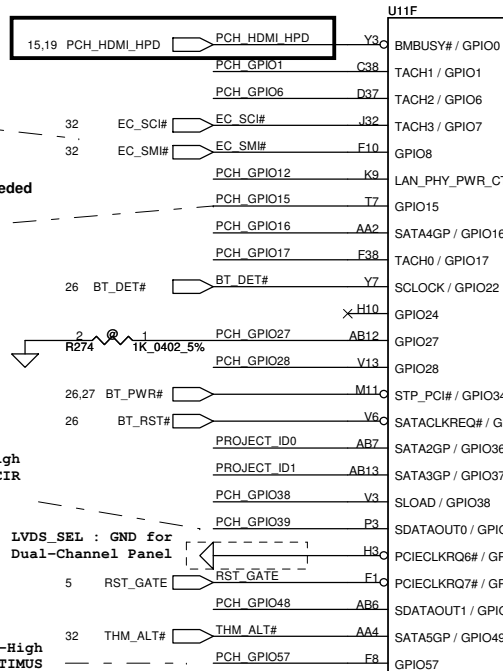 U11F
15,19 PCH_HDMI_HPD PCH_HDMI_HPD Y3 BMBUSY# / GPIO0
PCH_GPIO1 C38 TACH1 / GPIO1
PCH_GPIO6 D37 TACH2 / GPIO6
32 EC_SCI# EC_SCI# J32 TACH3 / GPIO7
32 EC_SMI# EC_SMI# F10 GPIO8
PCH_GPIO12 K9 LAN_PHY_PWR_CT
eeded
PCH_GPIO15 T7 GPIO15
PCH_GPIO16 AA2 SATA4GP / GPIO16
PCH_GPIO17 F38 TACH0 / GPIO17
26 BT_DET# BT_DET# Y7 SCLOCK / GPIO22
H10 GPIO24
2 @ 1 PCH_GPIO27 AB12 GPIO27
R274 1K_0402_5%
PCH_GPIO28 V13 GPIO28
26,27 BT_PWR# M11 STP_PCI# / GPIO34
26 BT_RST# V6 SATACLKREQ# / G
PROJECT_ID0 AB7 SATA2GP / GPIO36
gh
CIR
PROJECT_ID1 AB13 SATA3GP / GPIO37
PCH_GPIO38 V3 SLOAD / GPIO38
PCH_GPIO39 P3 SDATAOUT0 / GPIO
LVDS_SEL : GND for
Dual-Channel Panel
H3 PCIECLKRQ6# / GP
5 RST_GATE RST_GATE F1 PCIECLKRQ7# / GP
PCH_GPIO48 AB6 SDATAOUT1 / GPIO
32 THM_ALT# THM_ALT# AA4 SATA5GP / GPIO49
-High
TIMUS
PCH_GPIO57 F8 GPIO57